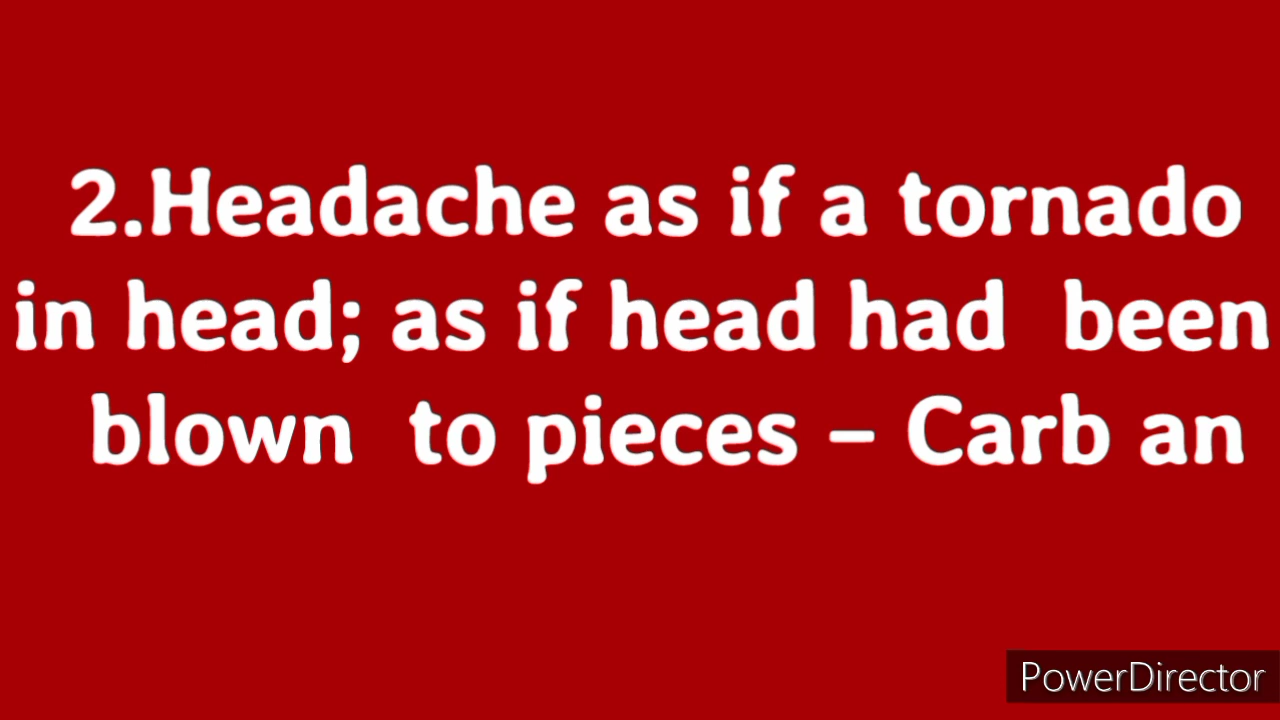 2.Headache as if a tornado
in head; as if head had  been
blown  to pieces – Carb an
PowerDirector